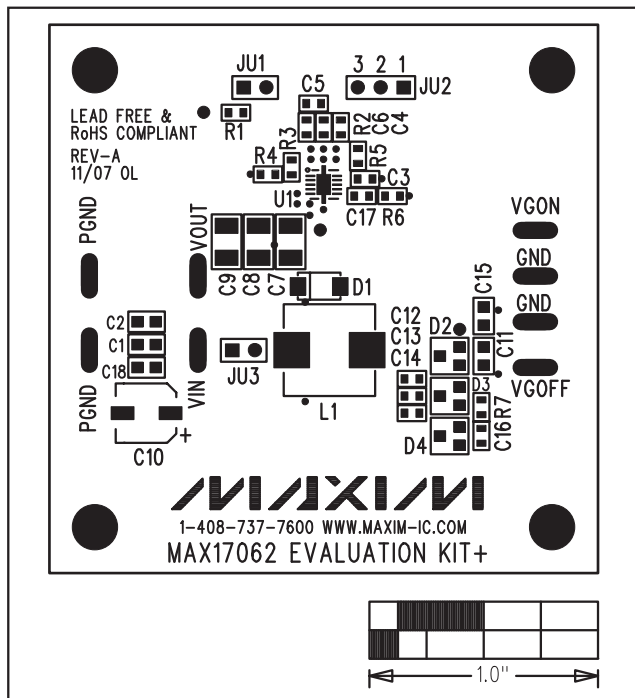 JU1
3 2 1
JU2
C5
LEAD FREE &
RoHS COMPLIANT
R1
REV-A
11/07 OL
R3
R2
C6
C4
R4
R5
U1
C3
C17 R6
PGND
VOUT
VGON
GND
GND
VGOFF
C9
C8
C7
D1
C15
C2
C1
C18
C12
C13
C14
D2
C11
JU3
PGND
VIN
L1
D3
R7
D4
C16
C10
+
MAXIM
1-408-737-7600 WWW.MAXIM-IC.COM
MAX17062 EVALUATION KIT+
1.0"